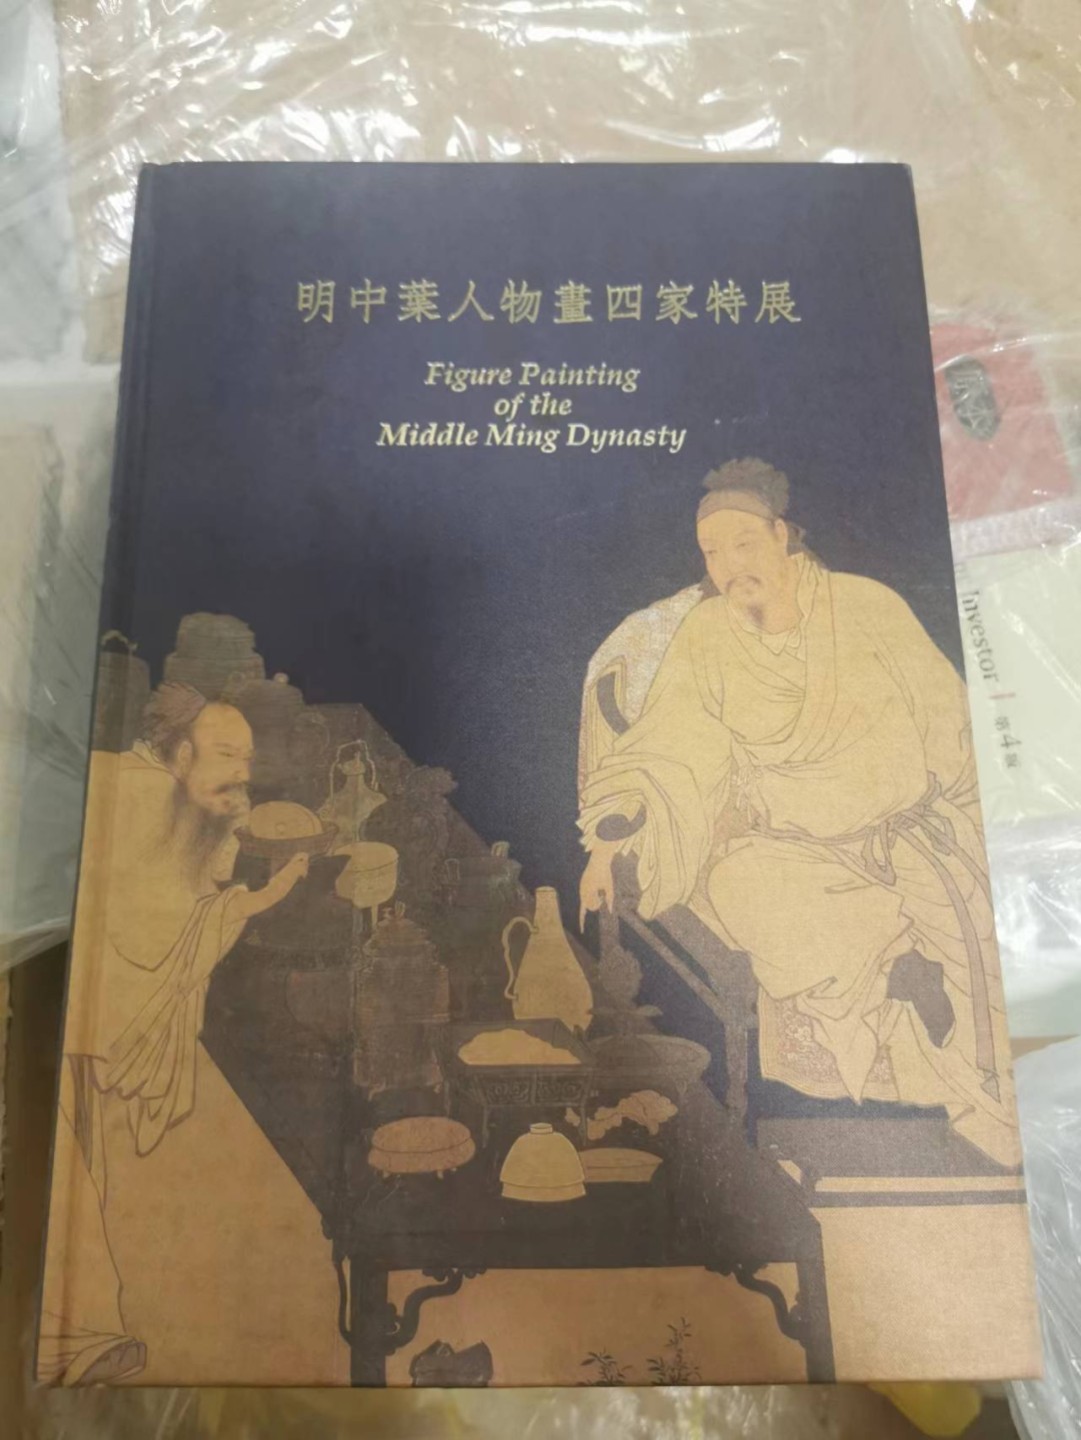 明中葉人物畫四家特展
Figure Painting
of the
Middle Ming Dynasty
Investor
第4版